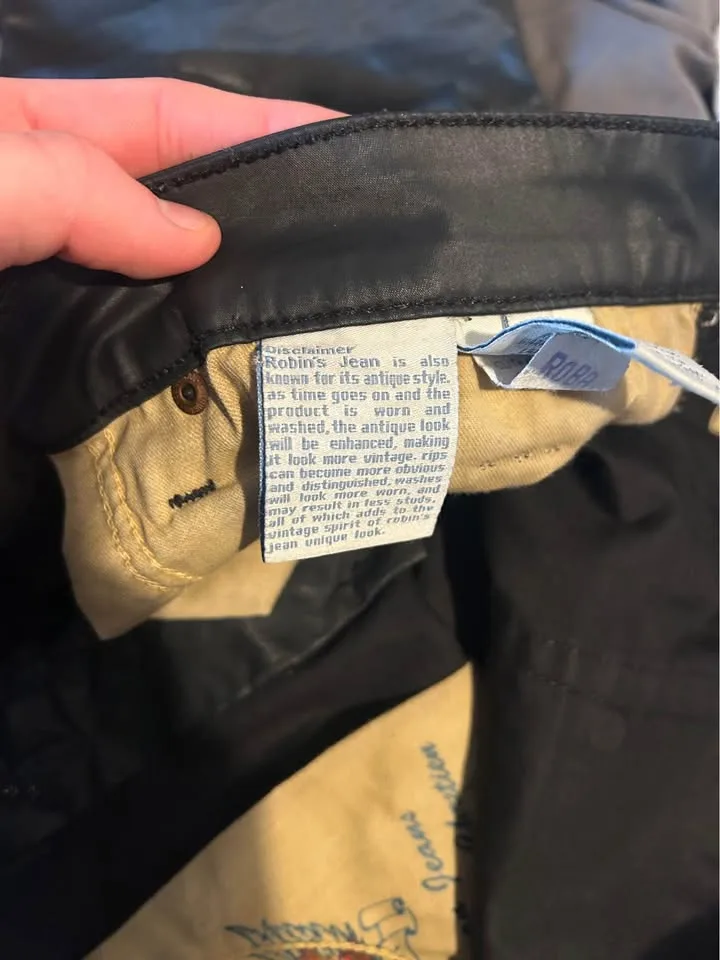 Disclaimer
Robin's Jean is also
known for its antique style.
as time goes on and the
product is worn and
washed, the antique look
will be enhanced, making
it look more vintage. rips
can become more obvious
and distinguished, washes
will look more worn, and
may result in less studs.
all of which adds to the
vintage spirit of robin's
jean unique look.
Jeans